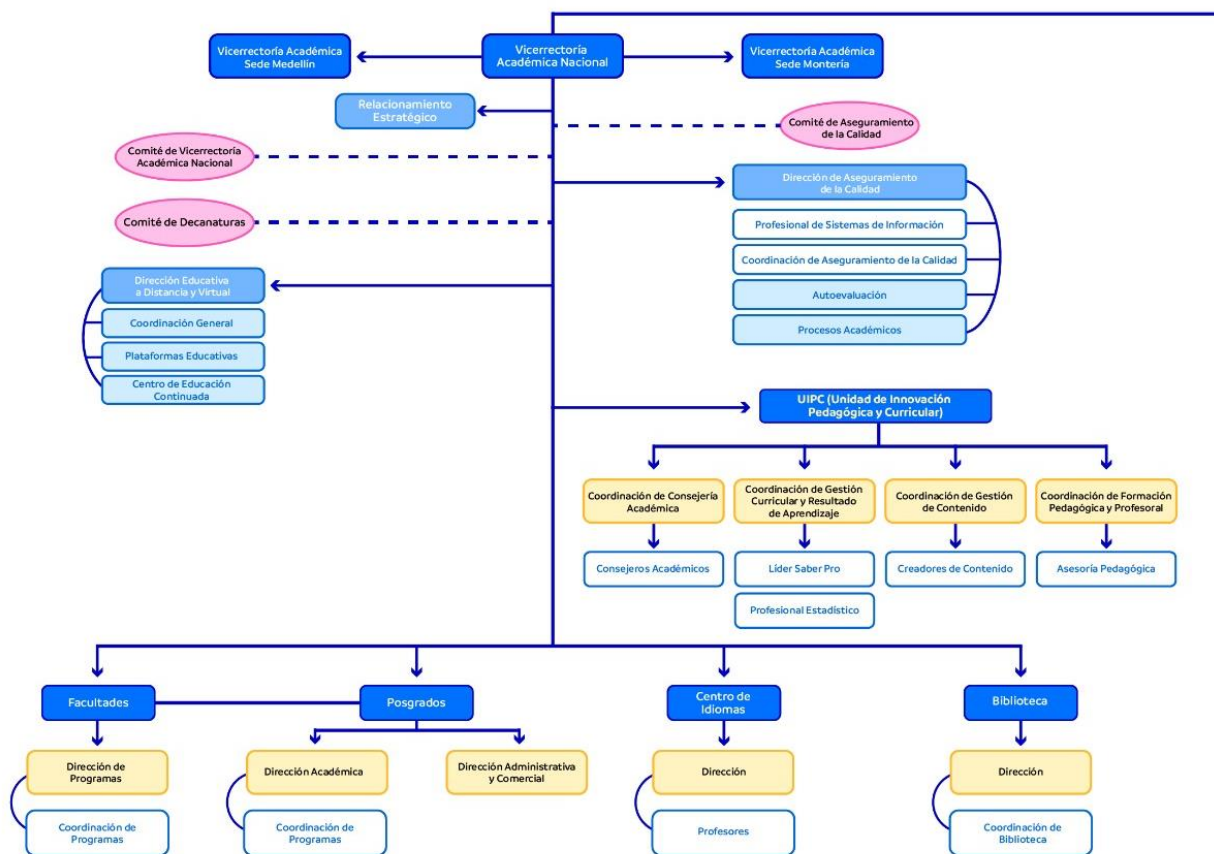 Vicerrectoría Académica
Sede Medellín
Vicerrectoría
Académica Nacional
Vicerrectoría Académica
Sede Montería
Relacionamiento
Estratégico
Comité de Aseguramiento
de la Calidad
Comité de Vicerrectoría
Académica Nacional
Dirección de Aseguramiento
de la Calidad
Comité de Decanaturas
Profesional de Sistemas de Información
Coordinación de Aseguramiento de la Calidad
Autoevaluación
Procesos Académicos
Dirección Educativa
a Distancia y Virtual
Coordinación General
Plataformas Educativas
Centro de Educación
Continuada
UIPC (Unidad de Innovación
Pedagógica y Curricular)
Coordinación de Consejería
Académica
Coordinación de Gestión
Curricular y Resultado
de Aprendizaje
Coordinación de Gestión
de Contenido
Coordinación de Formación
Pedagógica y Profesoral
Consejeros Académicos
Líder Saber Pro
Creadores de Contenido
Asesoría Pedagógica
Profesional Estadístico
Facultades
Posgrados
Centro de
Idiomas
Biblioteca
Dirección de
Programas
Dirección Académica
Dirección Administrativa
y Comercial
Dirección
Dirección
Coordinación de
Programas
Coordinación de
Programas
Profesores
Coordinación de
Biblioteca